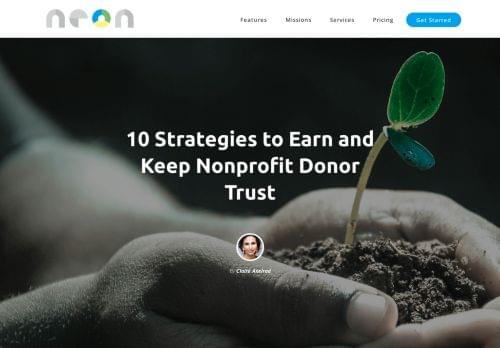 neon
Features Missions Services Pricing Get Started
10 Strategies to Earn and
Keep Nonprofit Donor
Trust
By Claire Axelrad